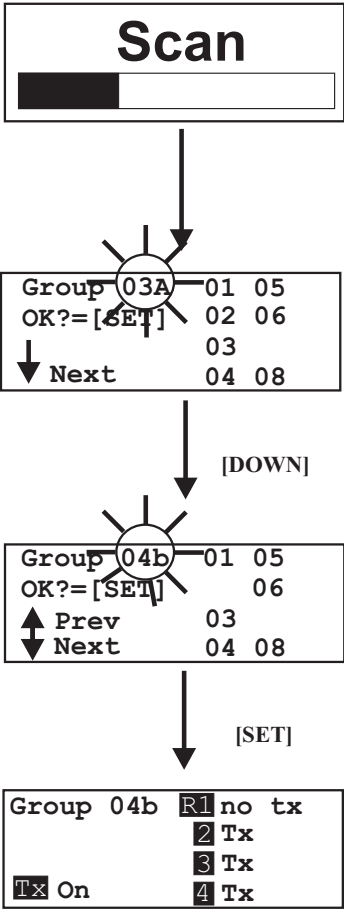 Scan
Group 03A 01 05
OK?=[SET] 02 06
03
Next 04 08
[DOWN]
Group 04b 01 05
OK?=[SET] 06
Prev 03
Next 04 08
[SET]
Group 04b R1 no tx
2 Tx
3 Tx
Tx On 4 Tx